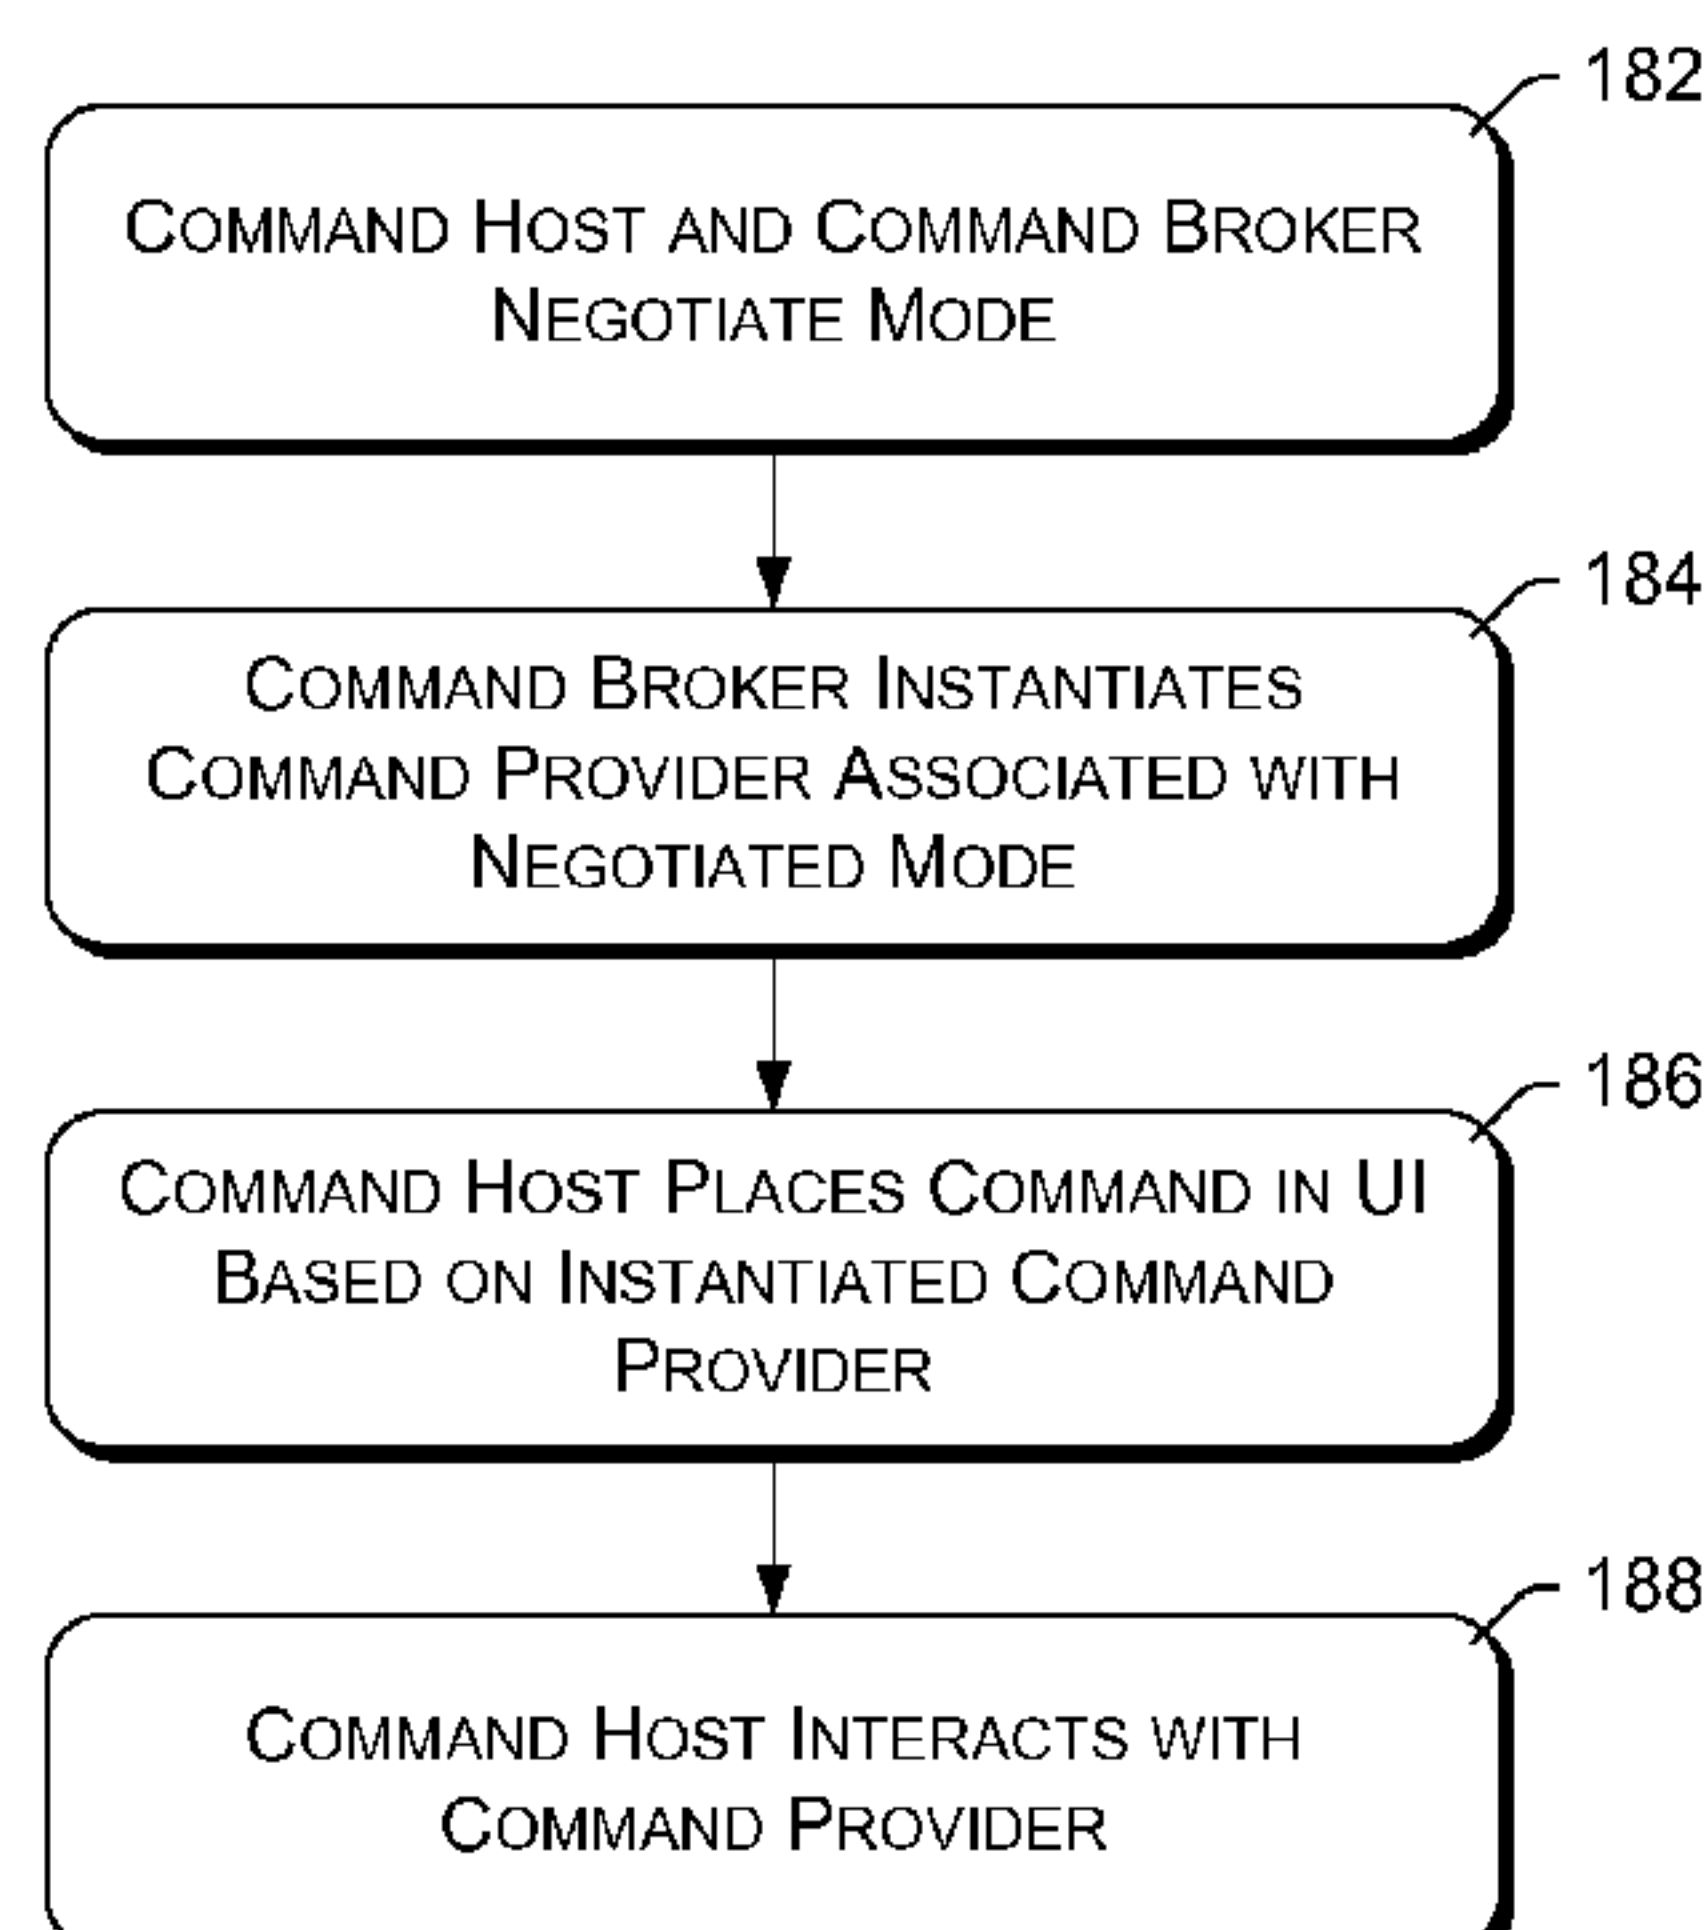 182
COMMAND HOST AND COMMAND BROKER
NEGOTIATE MODE
184
COMMAND BROKER INSTANTIATES
COMMAND PROVIDER ASSOCIATED WITH
NEGOTIATED MODE
186
COMMAND HOST PLACES COMMAND IN UI
BASED ON INSTANTIATED COMMAND
PROVIDER
188
COMMAND HOST INTERACTS WITH
COMMAND PROVIDER